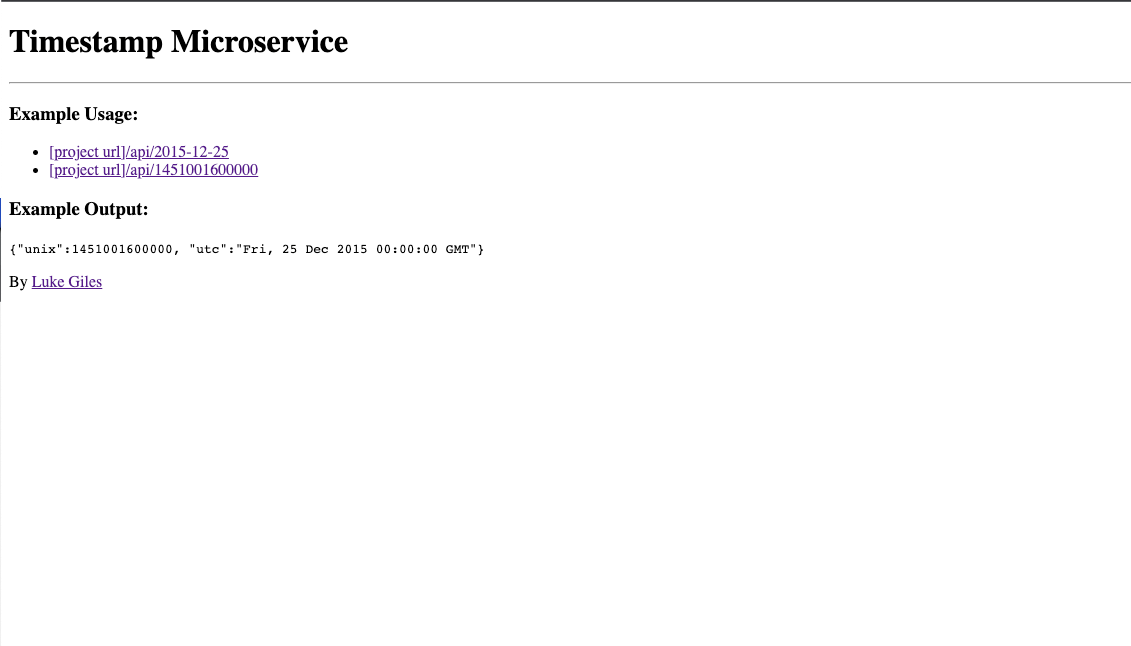 Timestamp Microservice
Example Usage:
[project url]/api/2015-12-25
[project url]/api/1451001600000
Example Output:
{"unix":1451001600000, "utc":"Fri, 25 Dec 2015 00:00:00 GMT"}
By Luke Giles